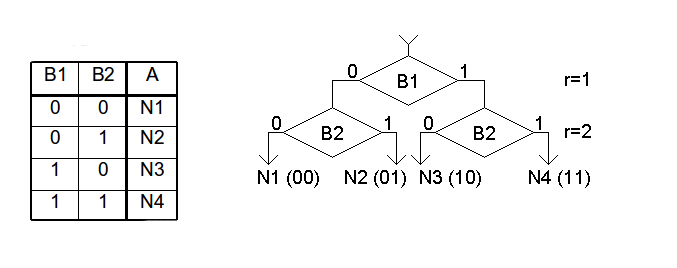 B1 B2 A
0 0 N1
0 1 N2
1 0 N3
1 1 N4
0 B1 1 r=1
0 B2 1 0 B2 1 r=2
N1 (00) N2 (01) N3 (10) N4 (11)